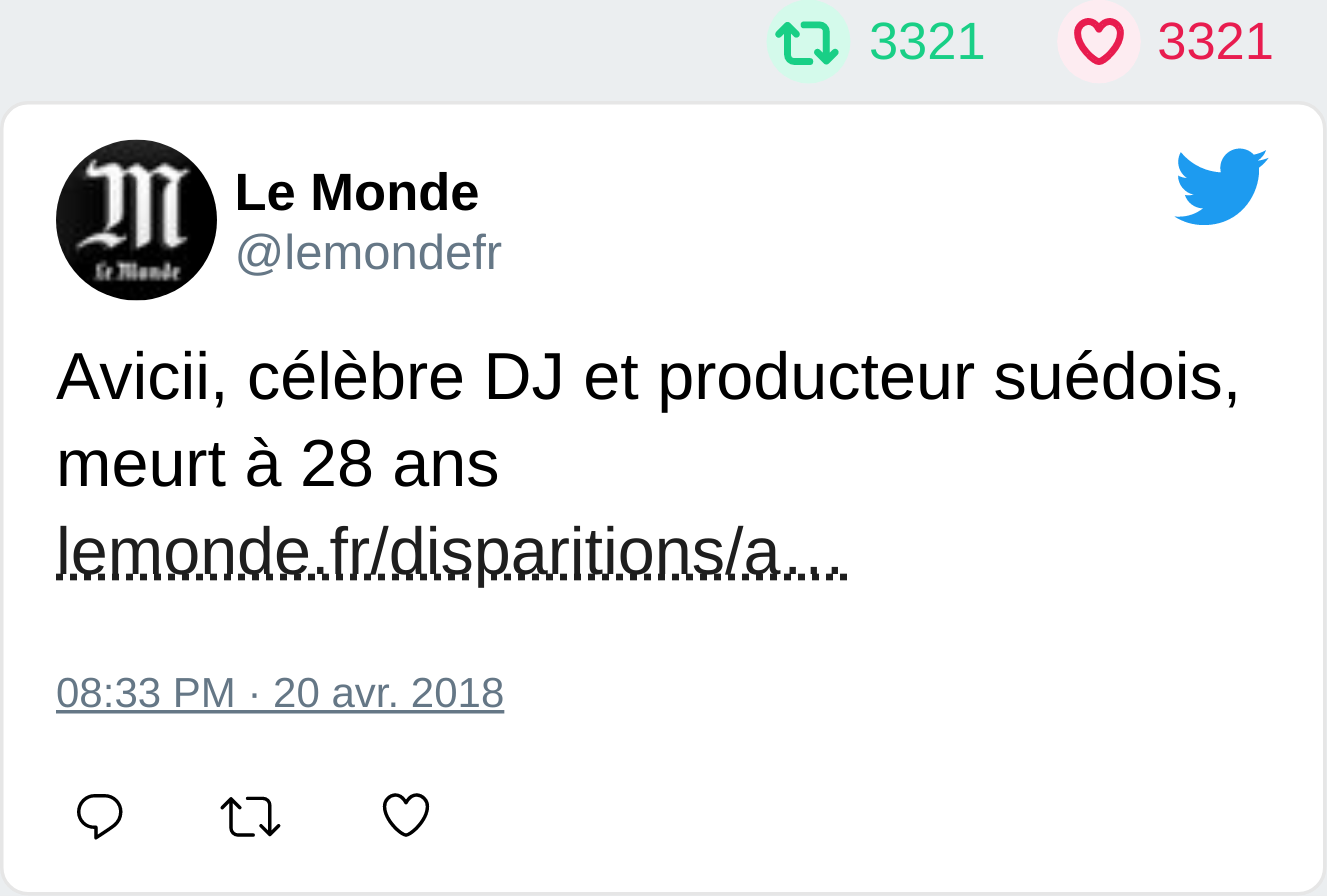 3321 3321
Le Monde
@lemondefr
M
Le Monde
Avicii, célèbre DJ et producteur suédois,
meurt à 28 ans
lemonde.fr/disparitions/a…
08:33 PM · 20 avr. 2018